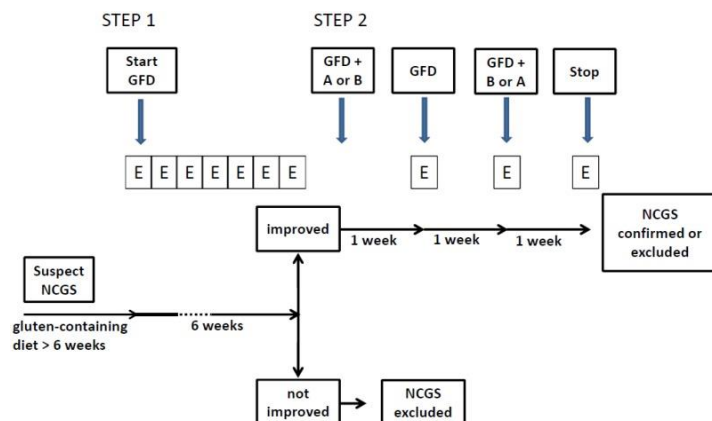 STEP 1
STEP 2
Start
GFD
GFD +
A or B
GFD
GFD +
B or A
Stop
E E E E E E E
E
E
E
improved
1 week
1 week
1 week
NCGS
confirmed or
excluded
Suspect
NCGS
gluten-containing
diet > 6 weeks
6 weeks
not
improved
NCGS
excluded